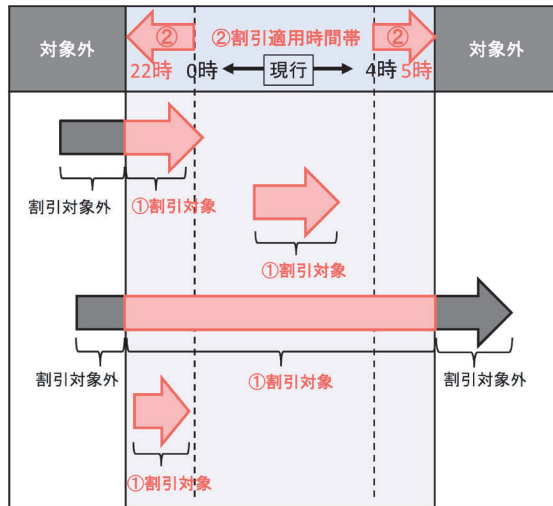 対象外
②
②割引適用時間帯
②
対象外
22時
0時
現行
4時
5時
割引対象外
①割引対象
①割引対象
割引対象外
①割引対象
割引対象外
①割引対象